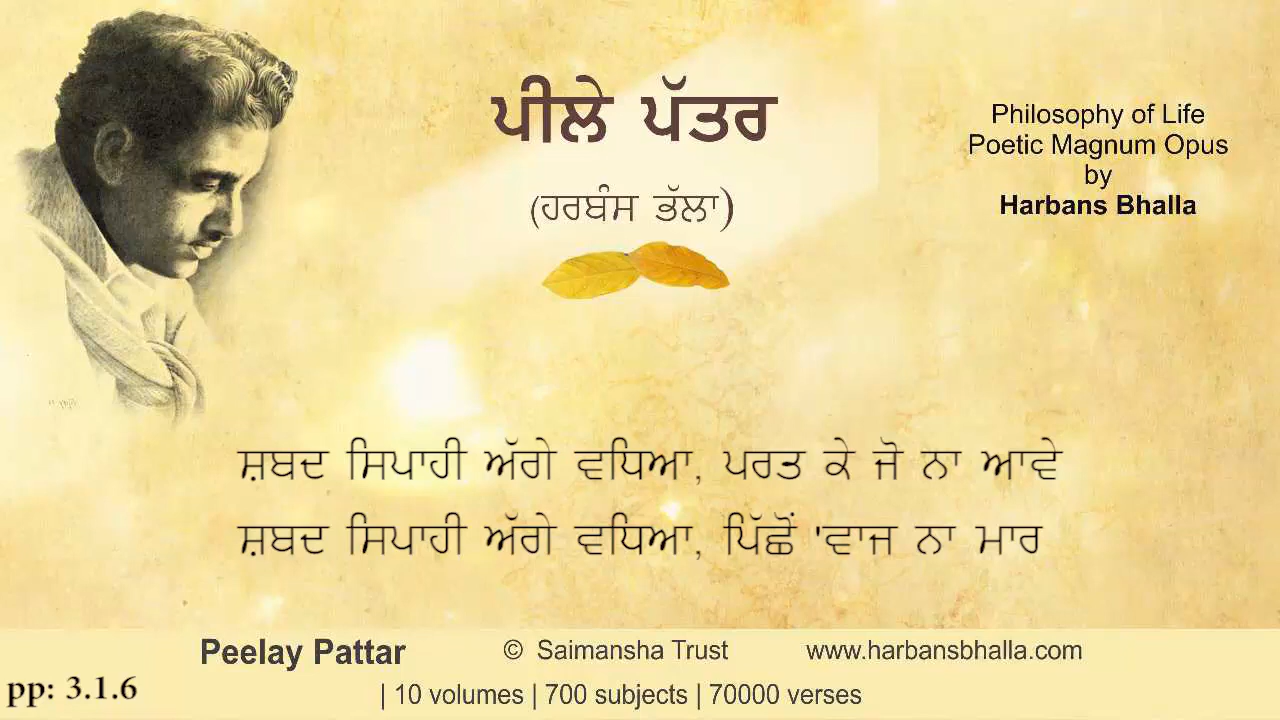 ਪੀਲੇ ਪੱਤਰ
(ਹਰਬੰਸ ਭੱਲਾ)
Philosophy of Life
Poetic Magnum Opus
by
Harbans Bhalla
ਸ਼ਬਦ ਸਿਪਾਹੀ ਅੱਗੇ ਵਧਿਆ, ਪਰਤ ਕੇ ਜੋ ਨਾ ਆਵੇ
ਸ਼ਬਦ ਸਿਪਾਹੀ ਅੱਗੇ ਵਧਿਆ, ਪਿੱਛੋਂ 'ਵਾਜ ਨਾ ਮਾਰ
Peelay Pattar © Saimansha Trust www.harbansbhalla.com
pp: 3.1.6 | 10 volumes | 700 subjects | 70000 verses